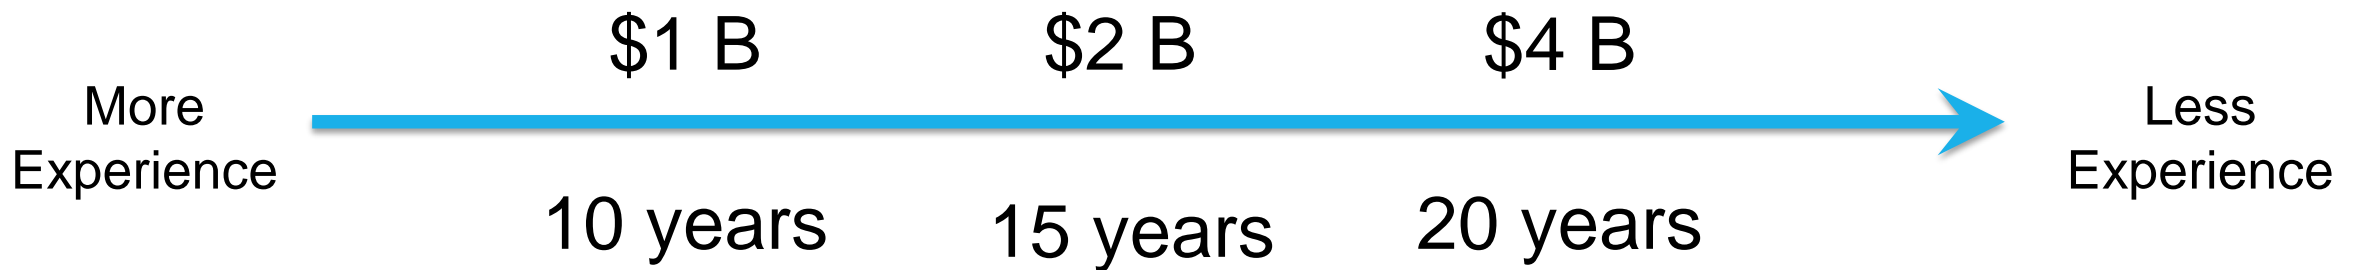 $1 B $2 B $4 B
More
Experience
Less
Experience
10 years 15 years 20 years